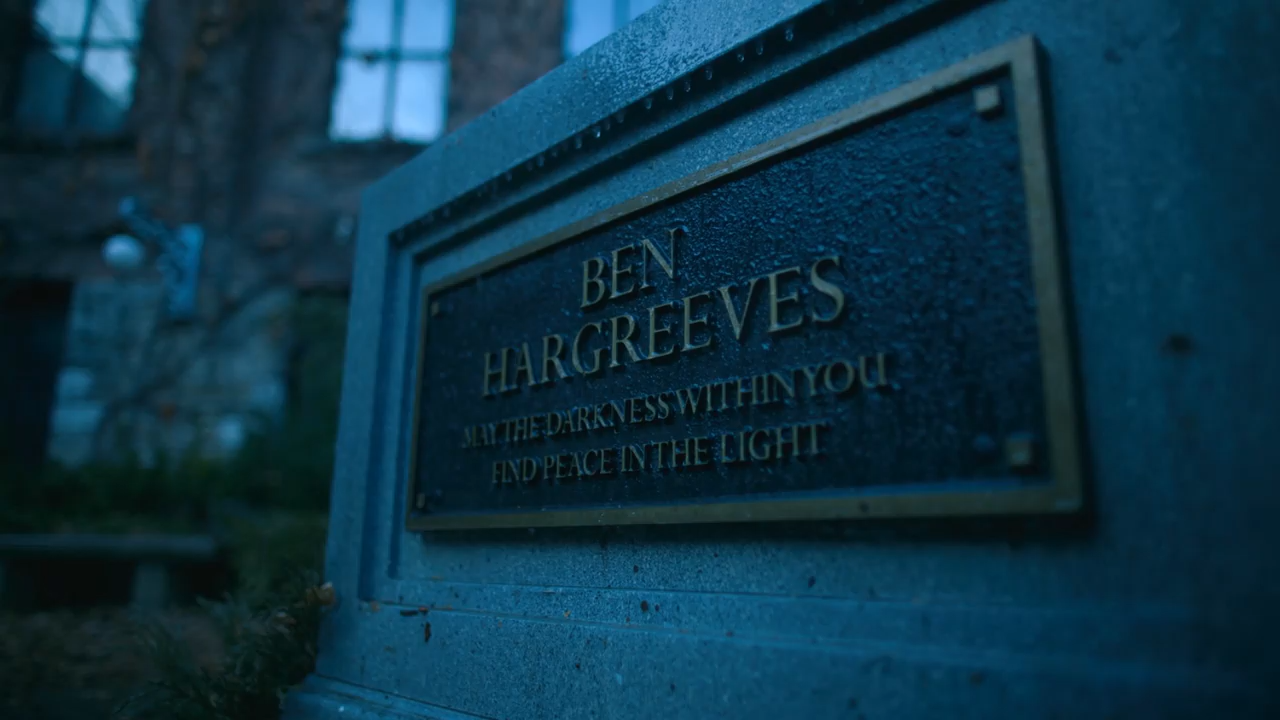 BEN
HARGREEVES
MAY THE DARKNESS WITHIN YOU
FIND PEACE IN THE LIGHT